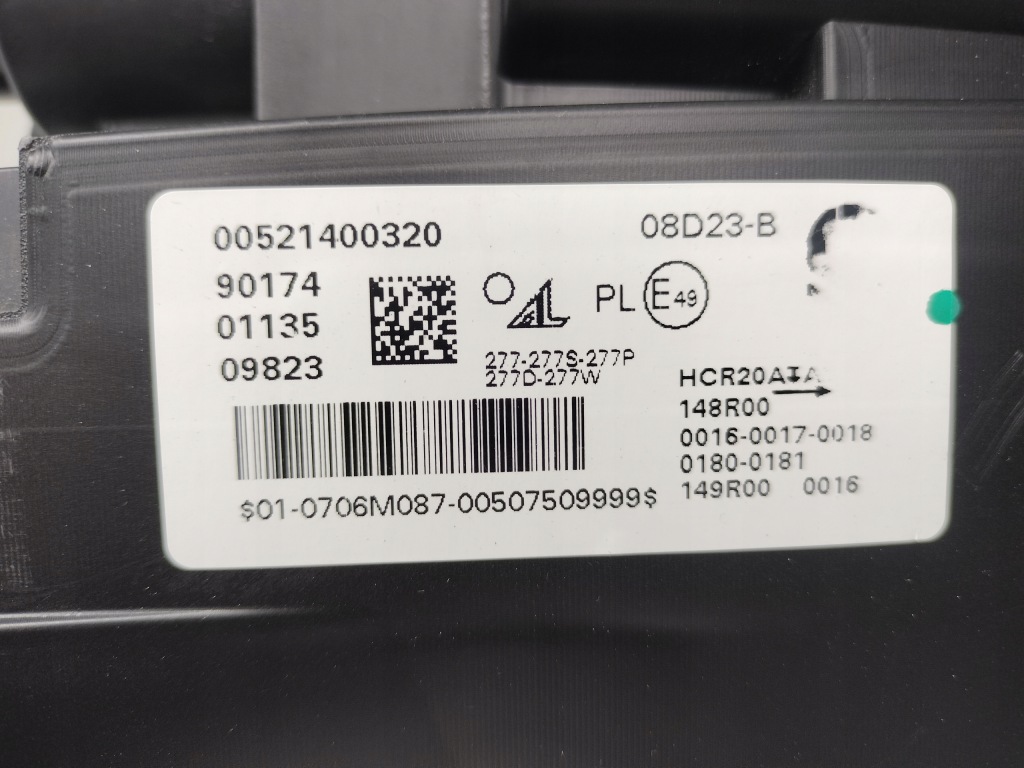 00521400320
08D23-B
90174
01135
09823
AL
PL E49
277-277S-277P
277D-277W
148R00
0016-0017-0018
0180-0181
149R00 0016
$01-0706M087-00507509999$